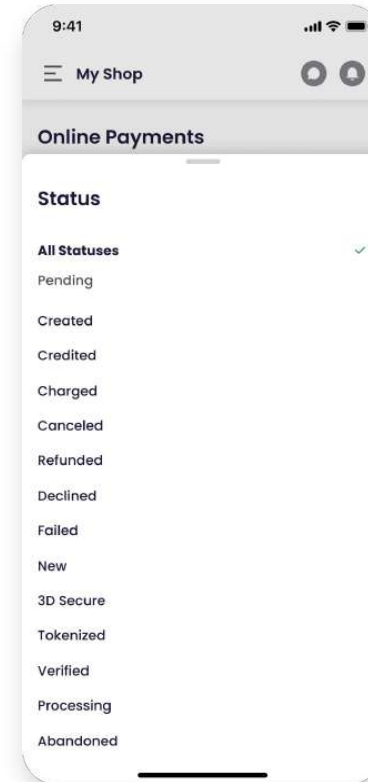 9:41
My Shop
Online Payments
Status
All Statuses
Pending
Created
Credited
Charged
Canceled
Refunded
Declined
Failed
New
3D Secure
Tokenized
Verified
Processing
Abandoned